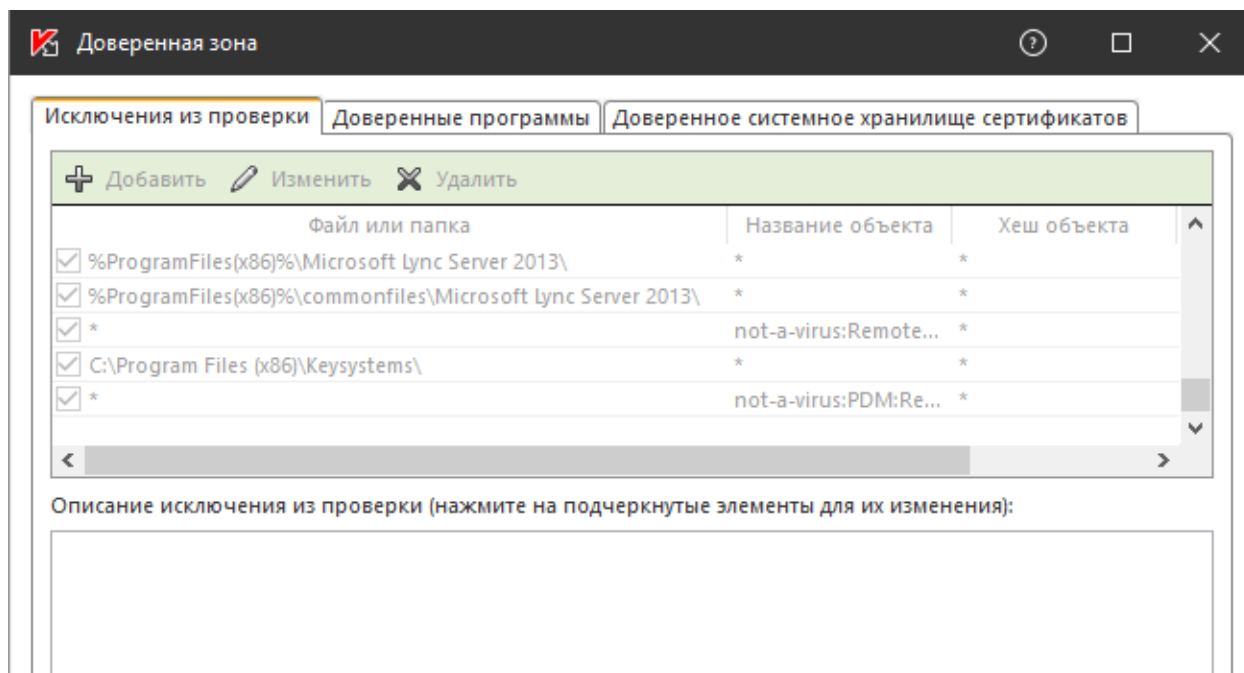 Доверенная зона
Исключения из проверки Доверенные программы Доверенное системное хранилище сертификатов
Добавить Изменить Удалить
Файл или папка Название объекта Хеш объекта
%ProgramFiles(x86)%\Microsoft Lync Server 2013\ * *
%ProgramFiles(x86)%\commonfiles\Microsoft Lync Server 2013\ * *
* not-a-virus:Remote... *
C:\Program Files (x86)\Keysystems\ * *
* not-a-virus:PDM:Re... *
Описание исключения из проверки (нажмите на подчеркнутые элементы для их изменения):